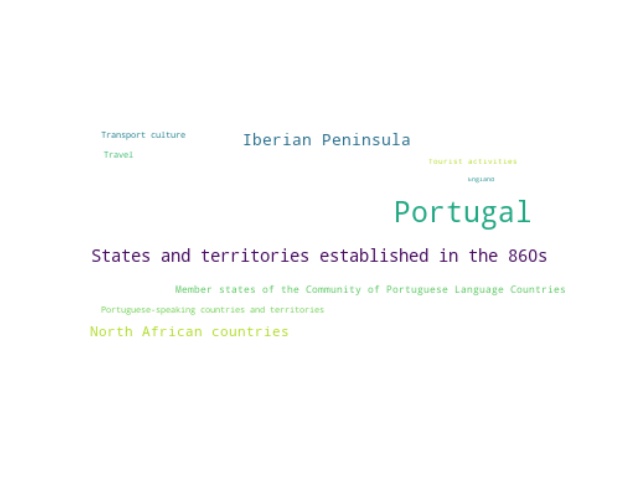 Transport culture
Iberian Peninsula
Travel
Tourist activities
England
Portugal
States and territories established in the 860s
Member states of the Community of Portuguese Language Countries
Portuguese-speaking countries and territories
North African countries